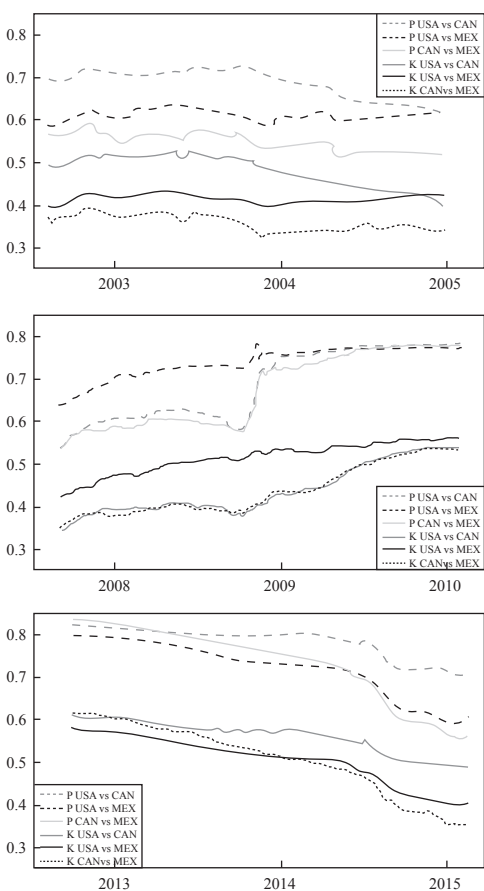 0.8
0.7
0.6
0.5
0.4
0.3
P USA vs CAN
P USA vs MEX
P CAN vs MEX
K USA vs CAN
K USA vs MEX
K CANvs MEX
2003 2004 2005
0.8
0.7
0.6
0.5
0.4
0.3
P USA vs CAN
P USA vs MEX
P CAN vs MEX
K USA vs CAN
K USA vs MEX
K CANvs MEX
2008 2009 2010
0.8
0.7
0.6
0.5
0.4
0.3
P USA vs CAN
P USA vs MEX
P CAN vs MEX
K USA vs CAN
K USA vs MEX
K CANvs MEX
2013 2014 2015